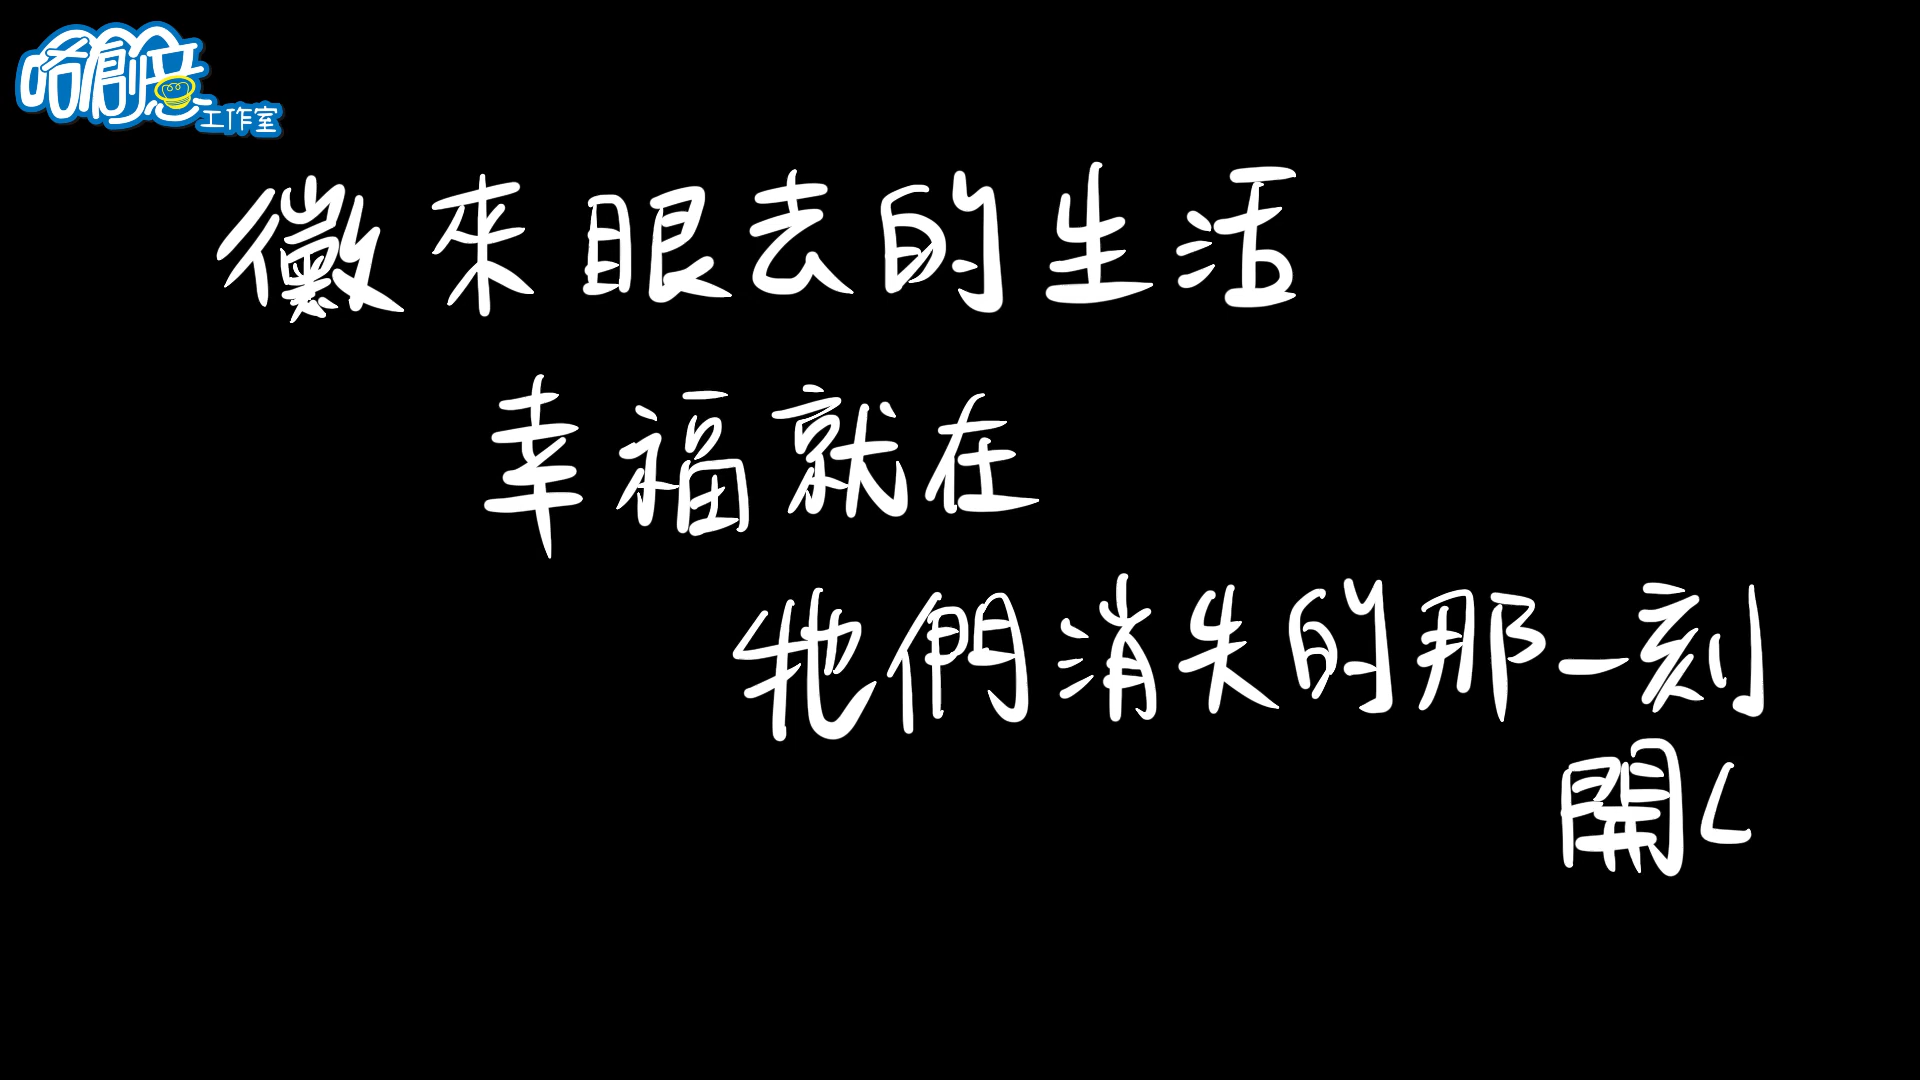 哈創意工作室
黴來眼去的生活
幸福就在
牠們消失的那一刻
開